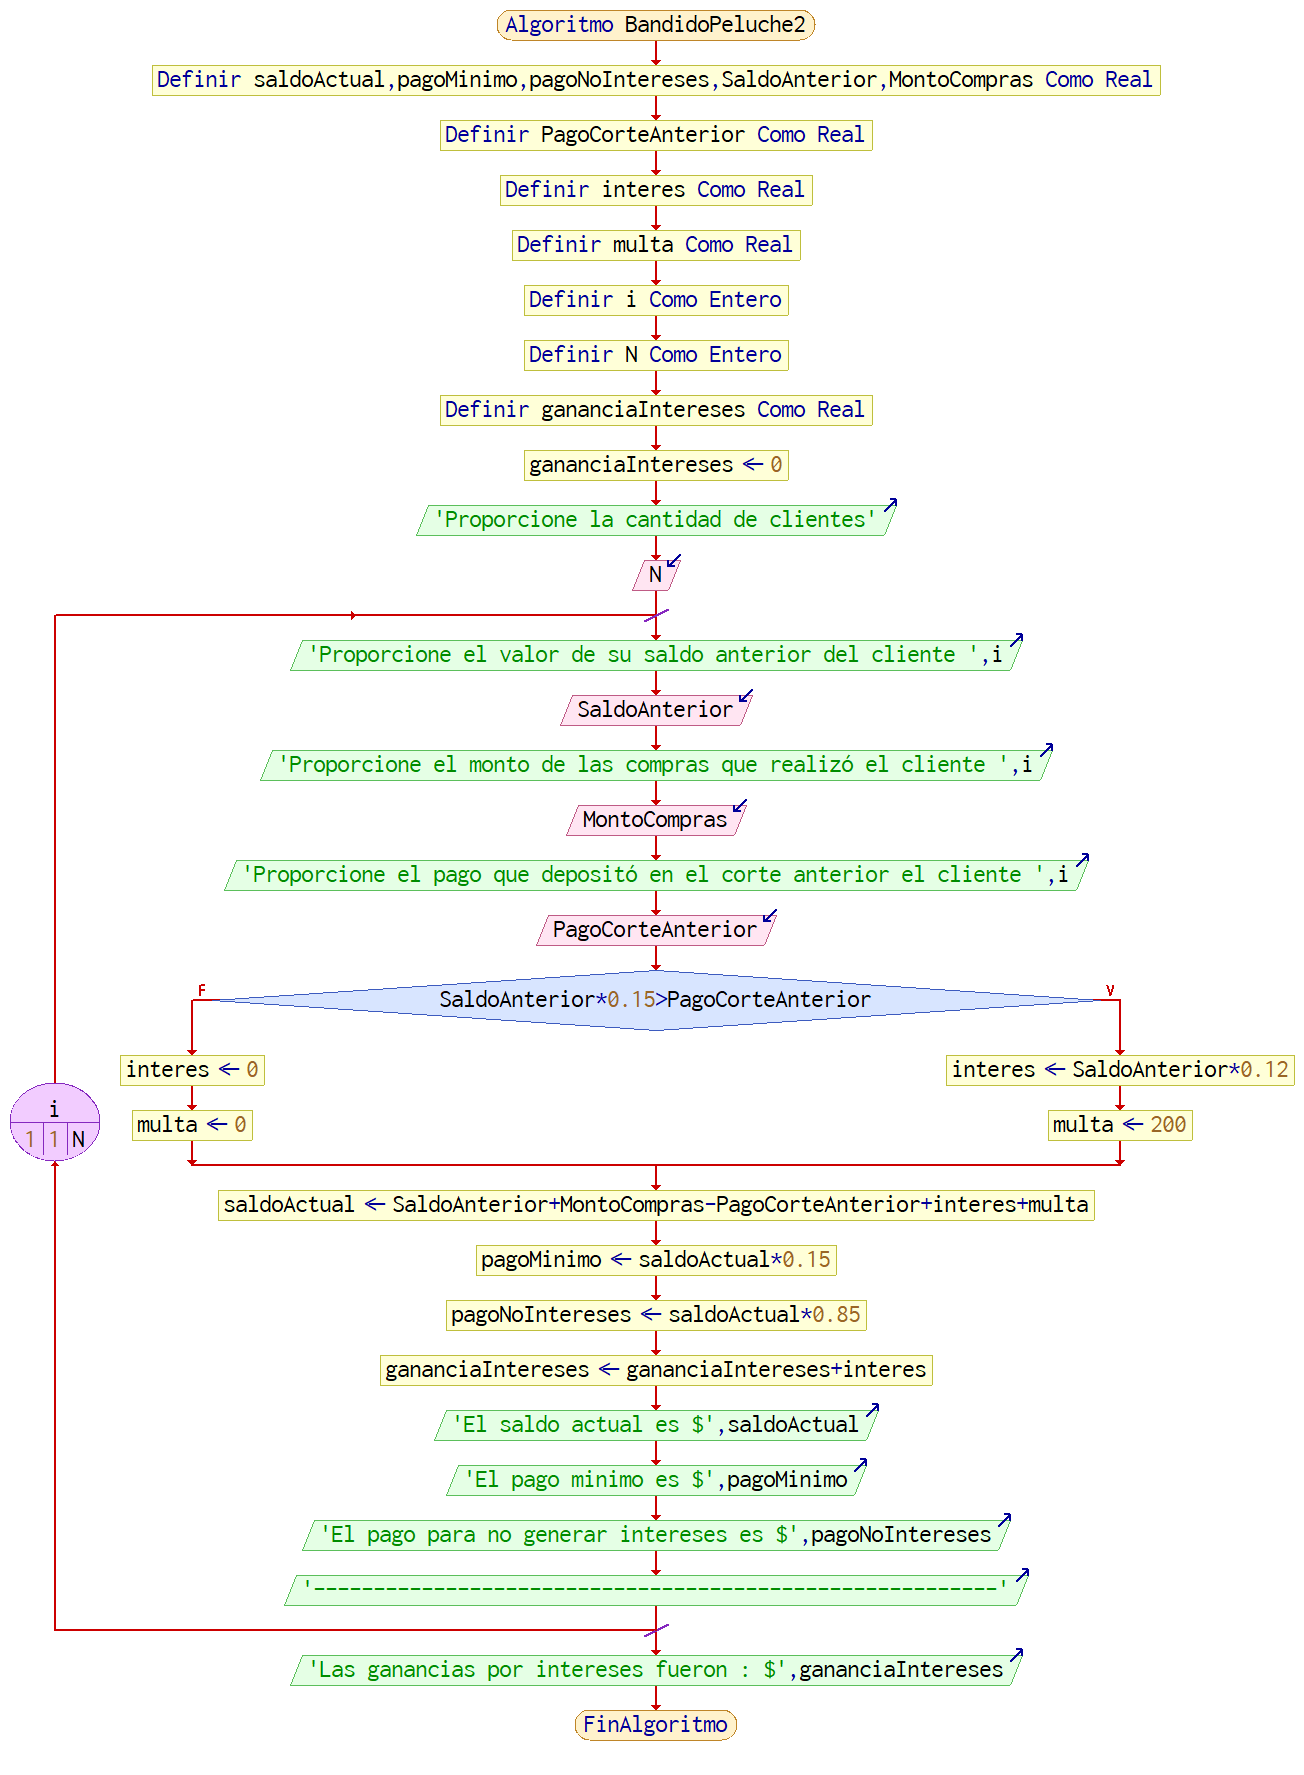 Algoritmo BandidoPeluche2
Definir saldoActual,pagoMinimo,pagoNoIntereses,SaldoAnterior,MontoCompras Como Real
Definir PagoCorteAnterior Como Real
Definir interes Como Real
Definir multa Como Real
Definir i Como Entero
Definir N Como Entero
Definir gananciaIntereses Como Real
gananciaIntereses ← 0
'Proporcione la cantidad de clientes'
N
'Proporcione el valor de su saldo anterior del cliente ',i
SaldoAnterior
'Proporcione el monto de las compras que realizó el cliente ',i
MontoCompras
'Proporcione el pago que depositó en el corte anterior el cliente ',i
PagoCorteAnterior
F
SaldoAnterior*0.15>PagoCorteAnterior
V
interes ← 0
interes ← SaldoAnterior*0.12
i
1 1 N
multa ← 0
multa ← 200
saldoActual ← SaldoAnterior+MontoCompras-PagoCorteAnterior+interes+multa
pagoMinimo ← saldoActual*0.15
pagoNoIntereses ← saldoActual*0.85
gananciaIntereses ← gananciaIntereses+interes
'El saldo actual es $',saldoActual
'El pago minimo es $',pagoMinimo
'El pago para no generar intereses es $',pagoNoIntereses
'---------------------------------------------------------'
'Las ganancias por intereses fueron : $',gananciaIntereses
FinAlgoritmo